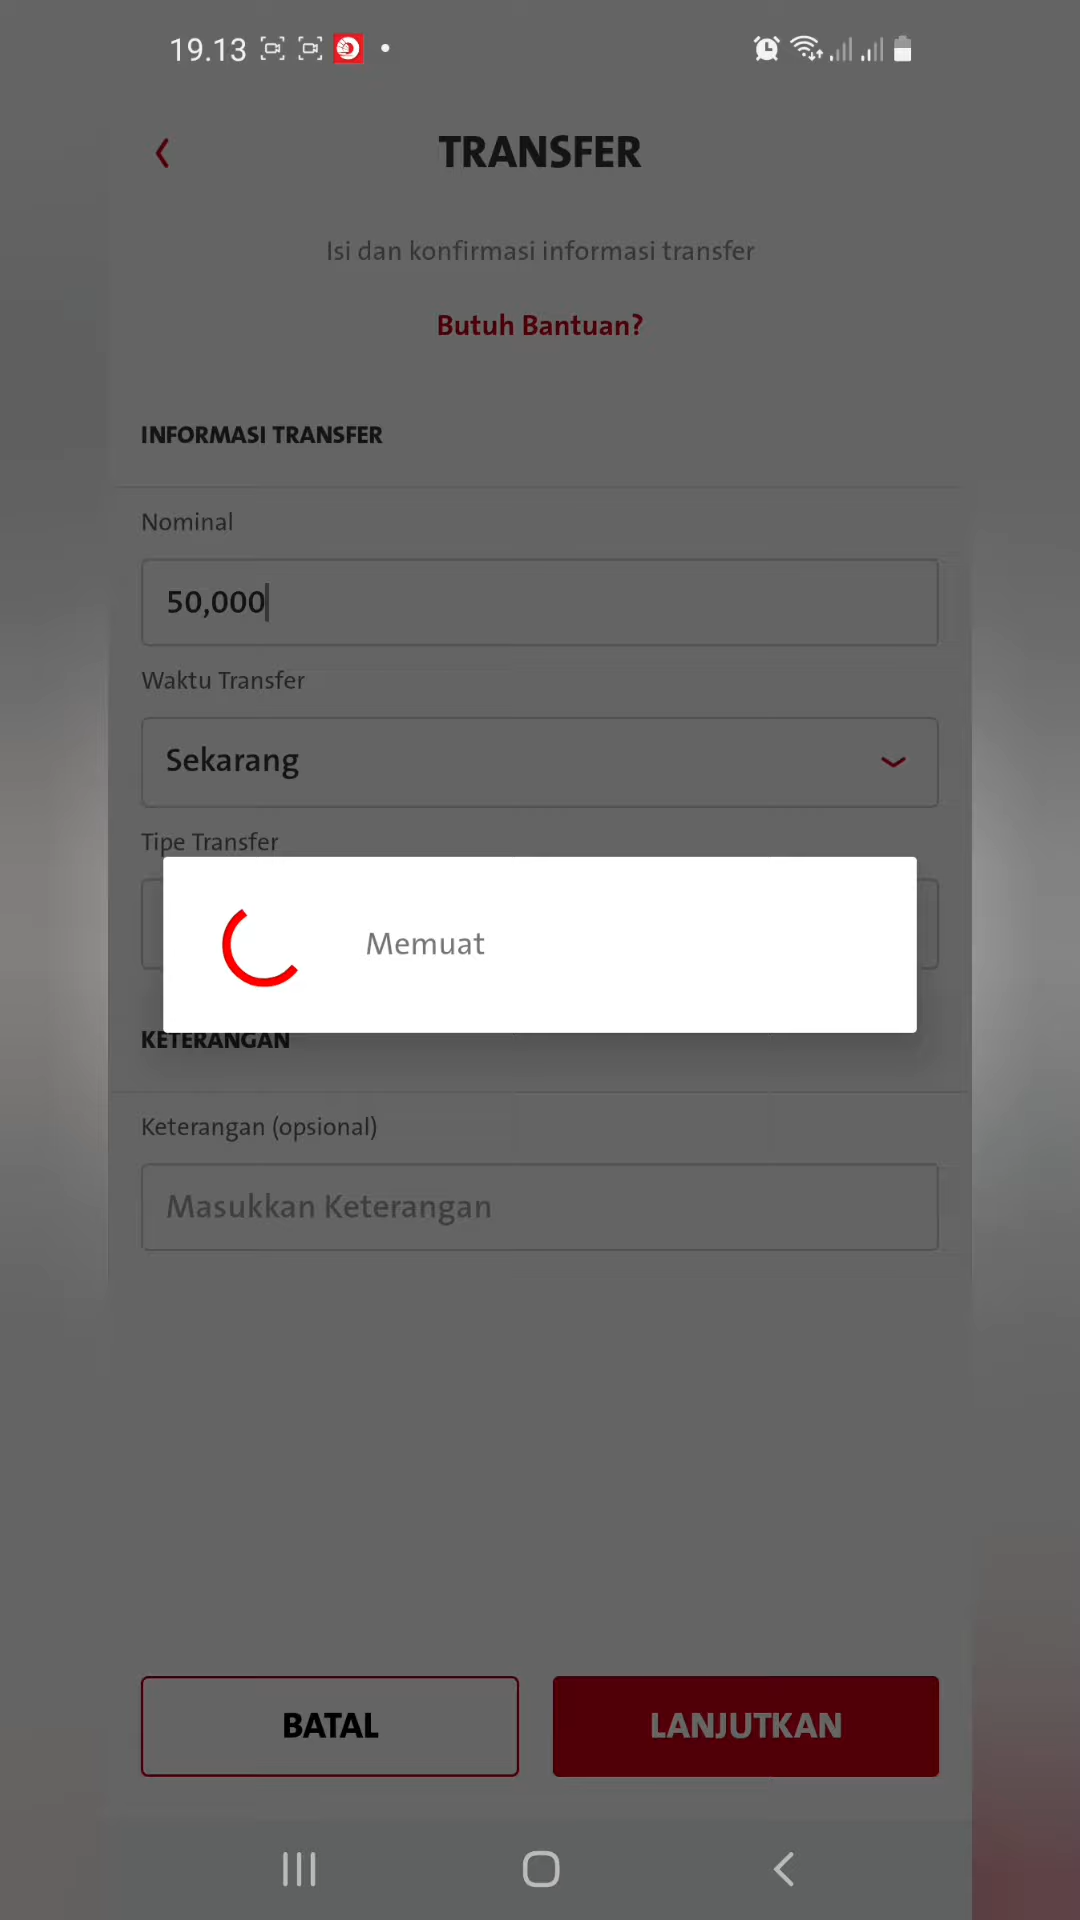 19.13
TRANSFER
Isi dan konfirmasi informasi transfer
Butuh Bantuan?
INFORMASI TRANSFER
Nominal
50,000
Waktu Transfer
Sekarang
Tipe Transfer
Memuat
KETERANGAN
Keterangan (opsional)
Masukkan Keterangan
BATAL
LANJUTKAN